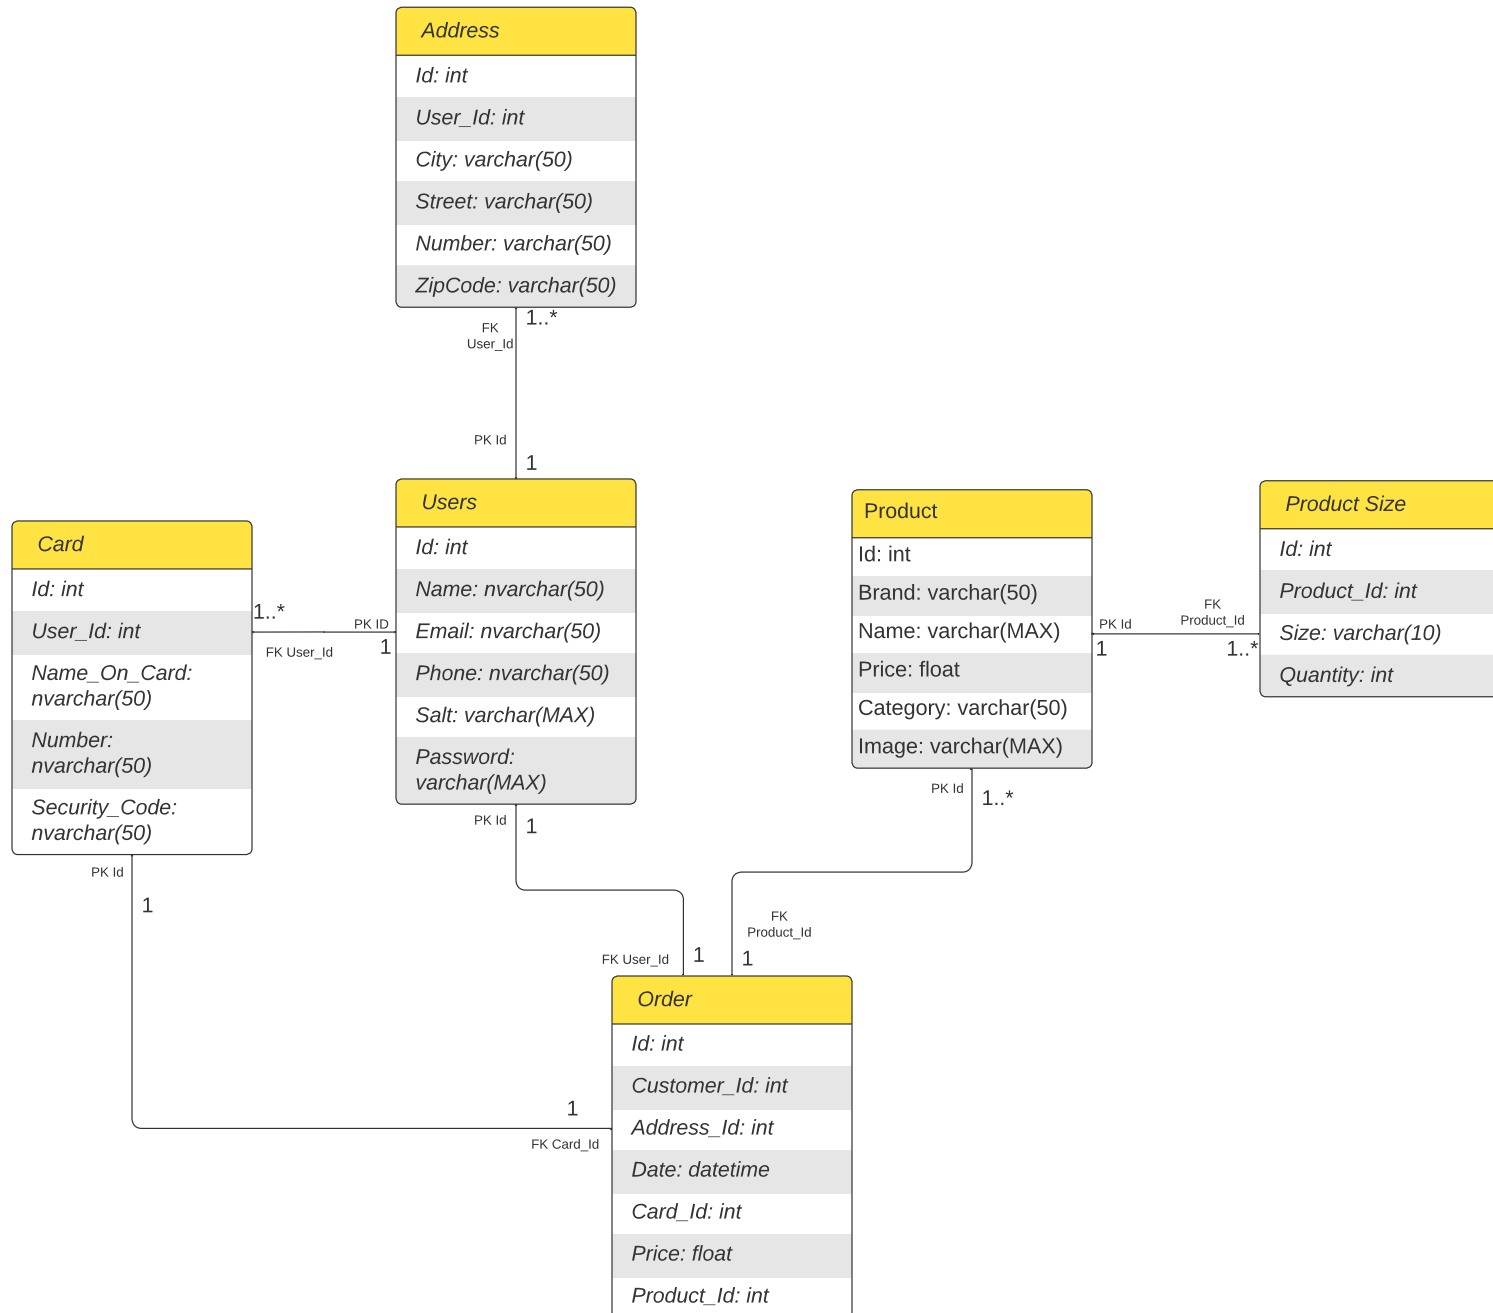 Address
Id: int
User_Id: int
City: varchar(50)
Street: varchar(50)
Number: varchar(50)
ZipCode: varchar(50)
1..*
FK
User_Id
PK Id
1
Users
Id: int
Name: nvarchar(50)
Email: nvarchar(50)
Phone: nvarchar(50)
Salt: varchar(MAX)
Password:
varchar(MAX)
Card
Id: int
User_Id: int
Name_On_Card:
nvarchar(50)
Number:
nvarchar(50)
Security_Code:
nvarchar(50)
1..*
FK User_Id
PK ID
1
Product
Id: int
Brand: varchar(50)
Name: varchar(MAX)
Price: float
Category: varchar(50)
Image: varchar(MAX)
PK Id
1
FK
Product_Id
1..*
Product Size
Id: int
Product_Id: int
Size: varchar(10)
Quantity: int
PK Id
1
PK Id
1
PK Id
1..*
FK User_Id
1
FK
Product_Id
1
1
FK Card_Id
Order
Id: int
Customer_Id: int
Address_Id: int
Date: datetime
Card_Id: int
Price: float
Product_Id: int